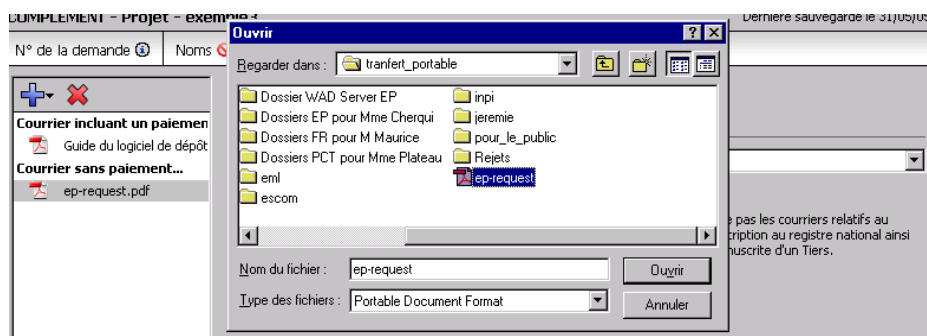 COMPLEMENT - Projet - exemple3
Dernière sauvegarde le 31/05/05
Ouvrir
N° de la demande
Noms
Regarder dans :
tranfert_portable
Courrier incluant un paiemen
Guide du logiciel de dépôt
Courrier sans paiement...
ep-request.pdf
Dossier WAD Server EP
Dossiers EP pour Mme Cherqui
Dossiers FR pour M Maurice
Dossiers PCT pour Mme Plateau
eml
escom
inpi
jeremie
pour_le_public
Rejets
ep-request
Nom du fichier :
ep-request
Ouvrir
Type des fichiers :
Portable Document Format
Annuler
pas les courriers relatifs au
cription au registre national ainsi
nuscrite d'un Tiers.